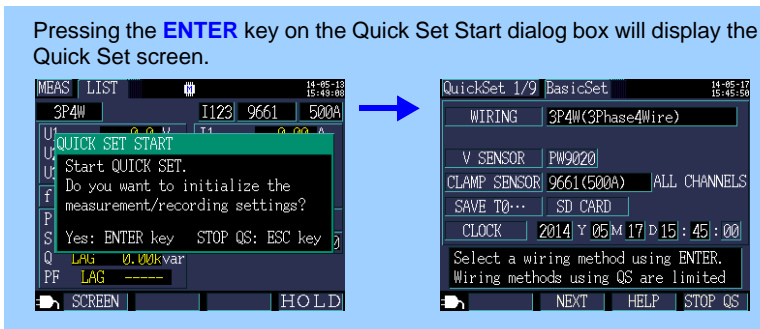 Pressing the ENTER key on the Quick Set Start dialog box will display the
Quick Set screen.
MEAS LIST 14-05-13
15:49:08
3P4W I123 9661 500A
U1 0.0 V I1 0.00 A
QUICK SET START
Start QUICK SET.
Do you want to initialize the
measurement/recording settings?
Yes: ENTER key STOP QS: ESC key
f
P
S
Q LAG 0.00kvar
PF LAG -----
SCREEN HOLD
QuickSet 1/9 BasicSet 14-05-17
15:45:50
WIRING 3P4W(3Phase4Wire)
V SENSOR PW9020
CLAMP SENSOR 9661(500A) ALL CHANNELS
SAVE TO··· SD CARD
CLOCK 2014 Y 05 M 17 D 15 : 45 : 00
Select a wiring method using ENTER.
Wiring methods using QS are limited
NEXT HELP STOP QS